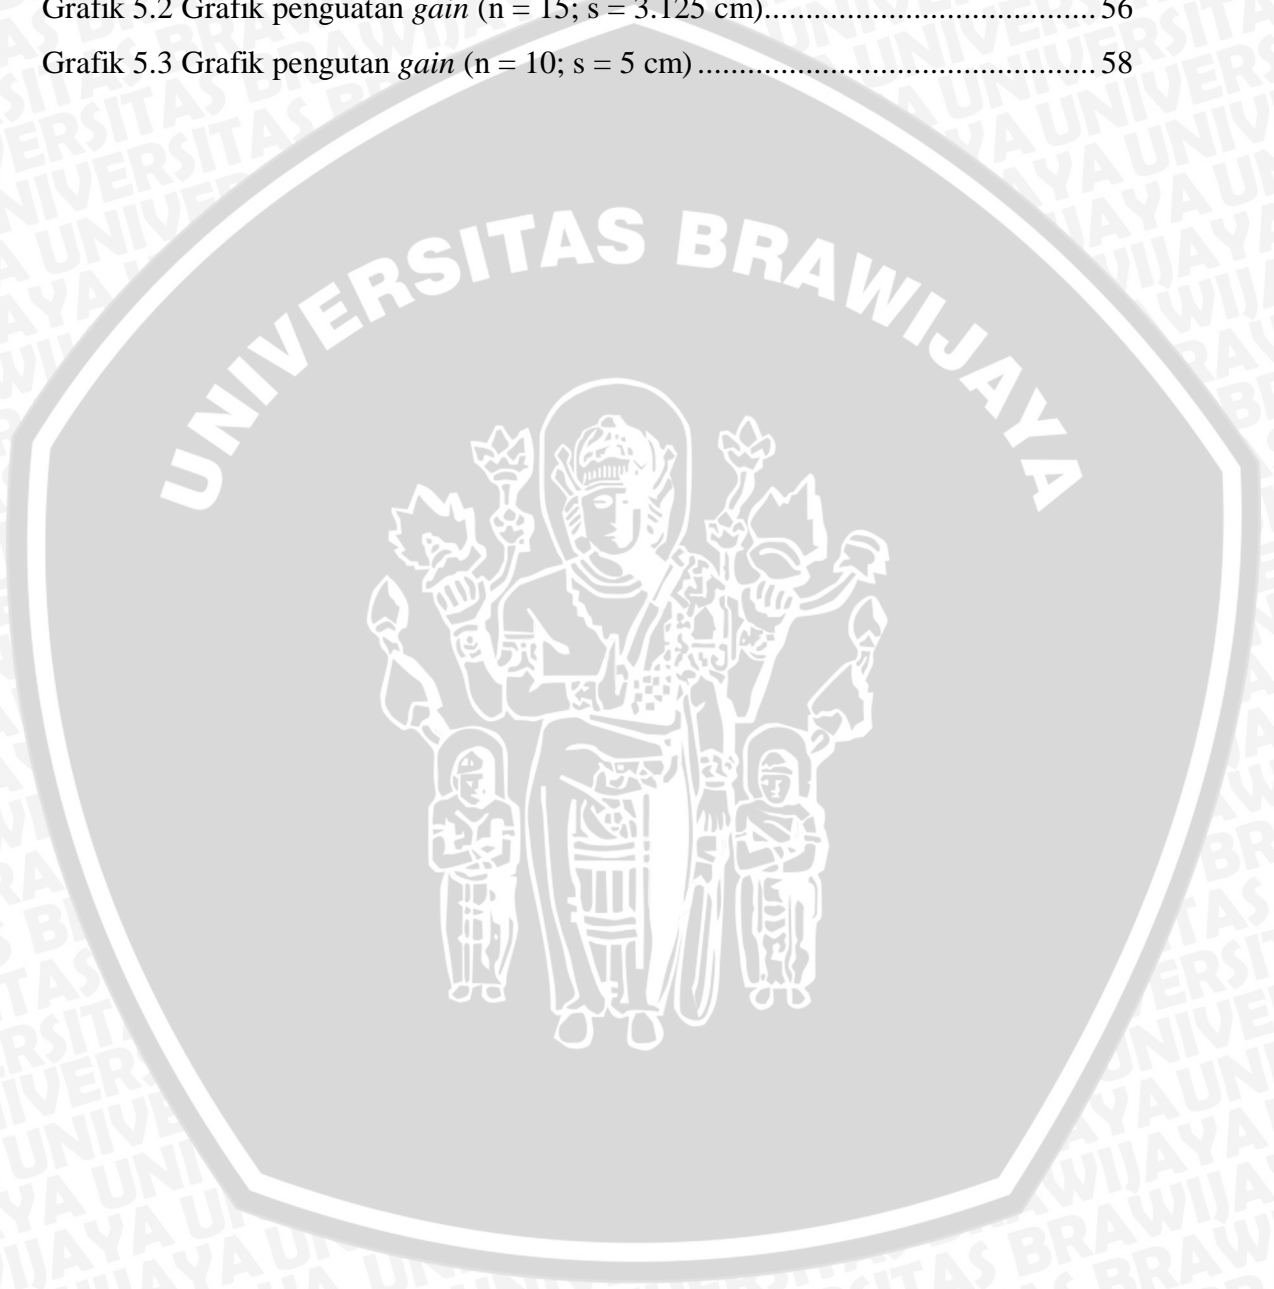 Grafik 5.2 Grafik penguatan gain (n = 15; s = 3.125 cm)......................................... 56
Grafik 5.3 Grafik pengutan gain (n = 10; s = 5 cm) ................................................. 58
UNIVERSITAS BRAWIJAYA